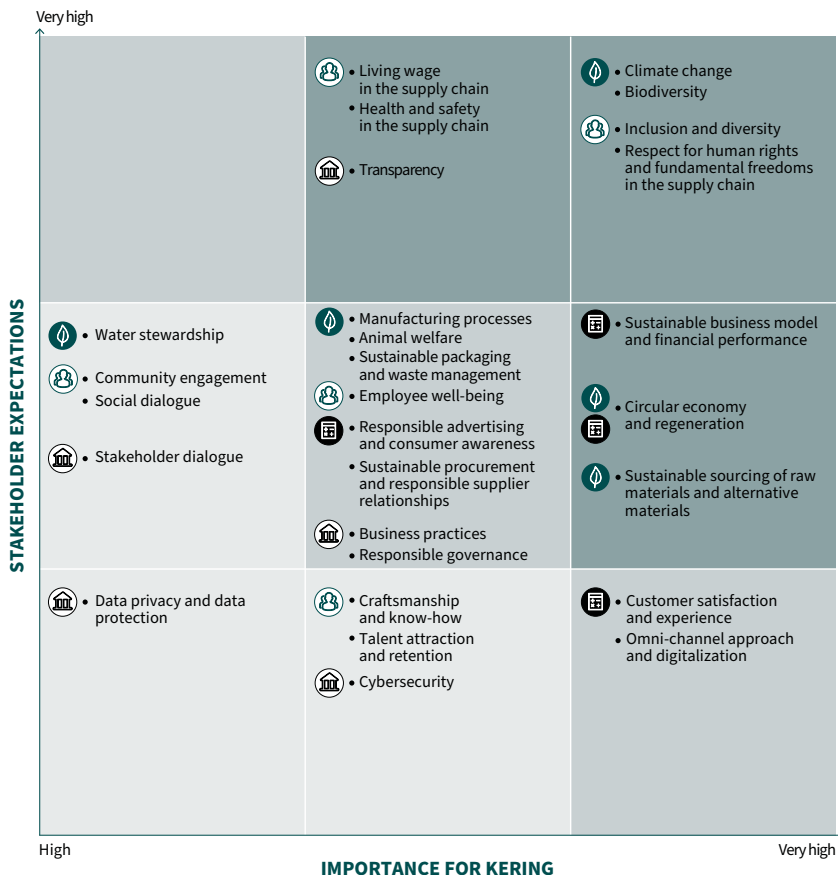 Very high
• Living wage
in the supply chain
• Health and safety
in the supply chain
• Transparency
• Climate change
• Biodiversity
• Inclusion and diversity
• Respect for human rights
and fundamental freedoms
in the supply chain
STAKEHOLDER EXPECTATIONS
• Water stewardship
• Community engagement
• Social dialogue
• Stakeholder dialogue
• Manufacturing processes
• Animal welfare
• Sustainable packaging
and waste management
• Employee well-being
• Responsible advertising
and consumer awareness
• Sustainable procurement
and responsible supplier
relationships
• Business practices
• Responsible governance
• Sustainable business model
and financial performance
• Circular economy
and regeneration
• Sustainable sourcing of raw
materials and alternative
materials
• Data privacy and data
protection
• Craftsmanship
and know-how
• Talent attraction
and retention
• Cybersecurity
• Customer satisfaction
and experience
• Omni-channel approach
and digitalization
High
Very high
IMPORTANCE FOR KERING